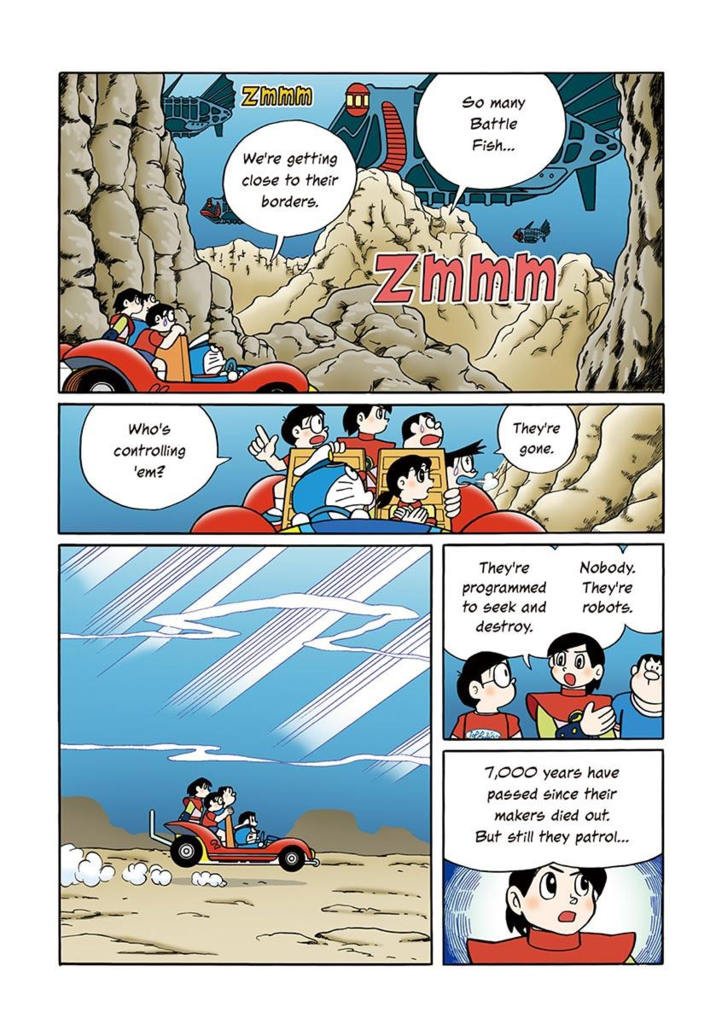 Zmmm
So many
Battle
Fish...
We're getting
close to their
borders.
Zmmm
They're
gone.
Who's
controlling
'em?
Nobody.
They're
robots.
They're
programmed
to seek and
destroy.
7,000 years have
passed since their
makers died out.
But still they patrol...